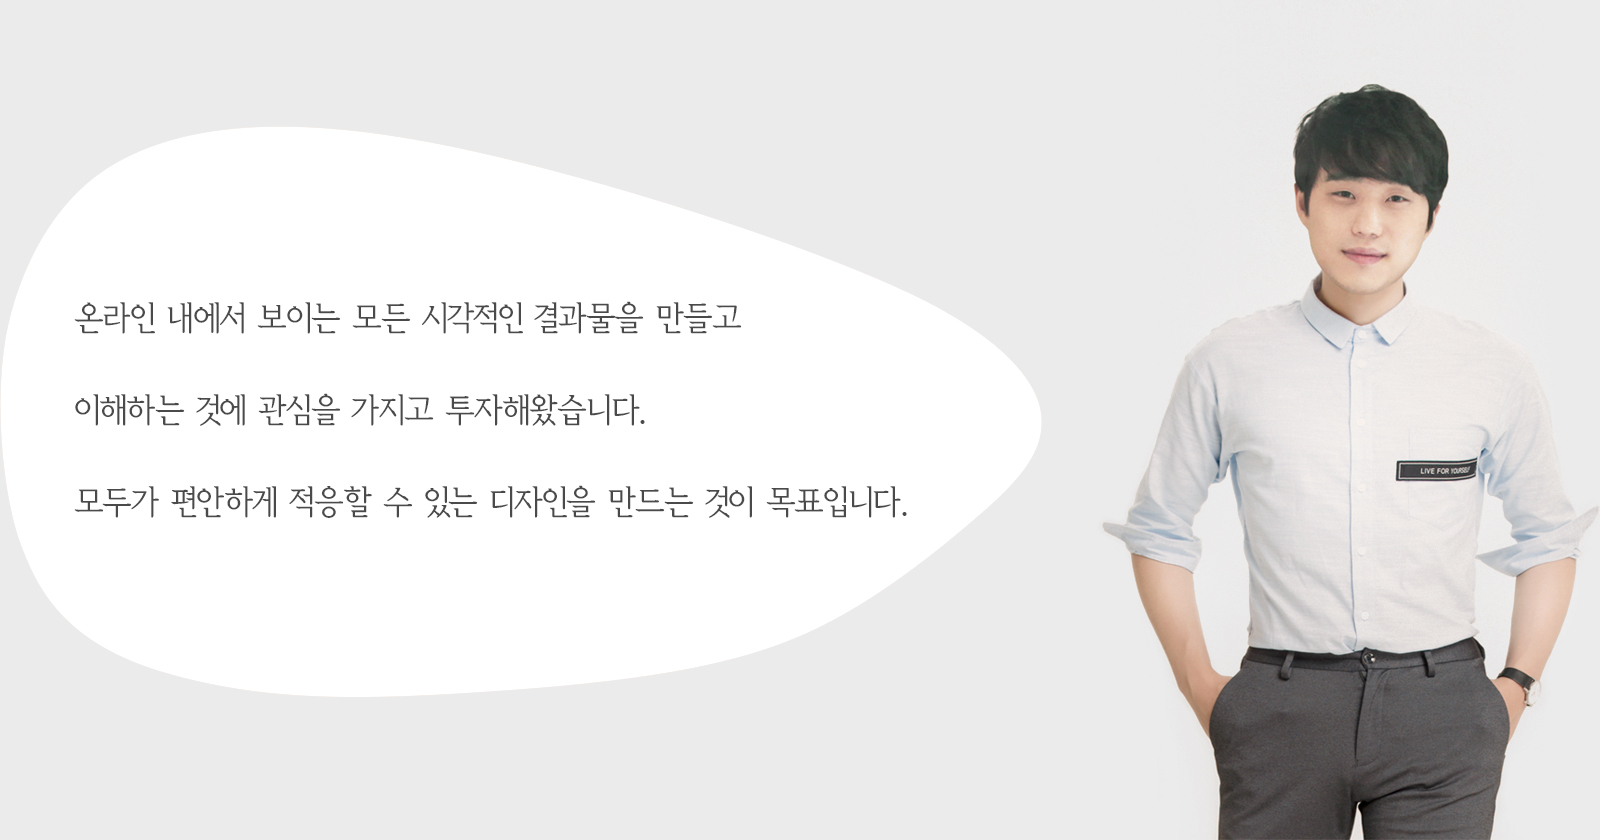 온라인 내에서 보이는 모든 시각적인 결과물을 만들고
이해하는 것에 관심을 가지고 투자해왔습니다.
모두가 편안하게 적응할 수 있는 디자인을 만드는 것이 목표입니다.
LIVE FOR YOURSELF